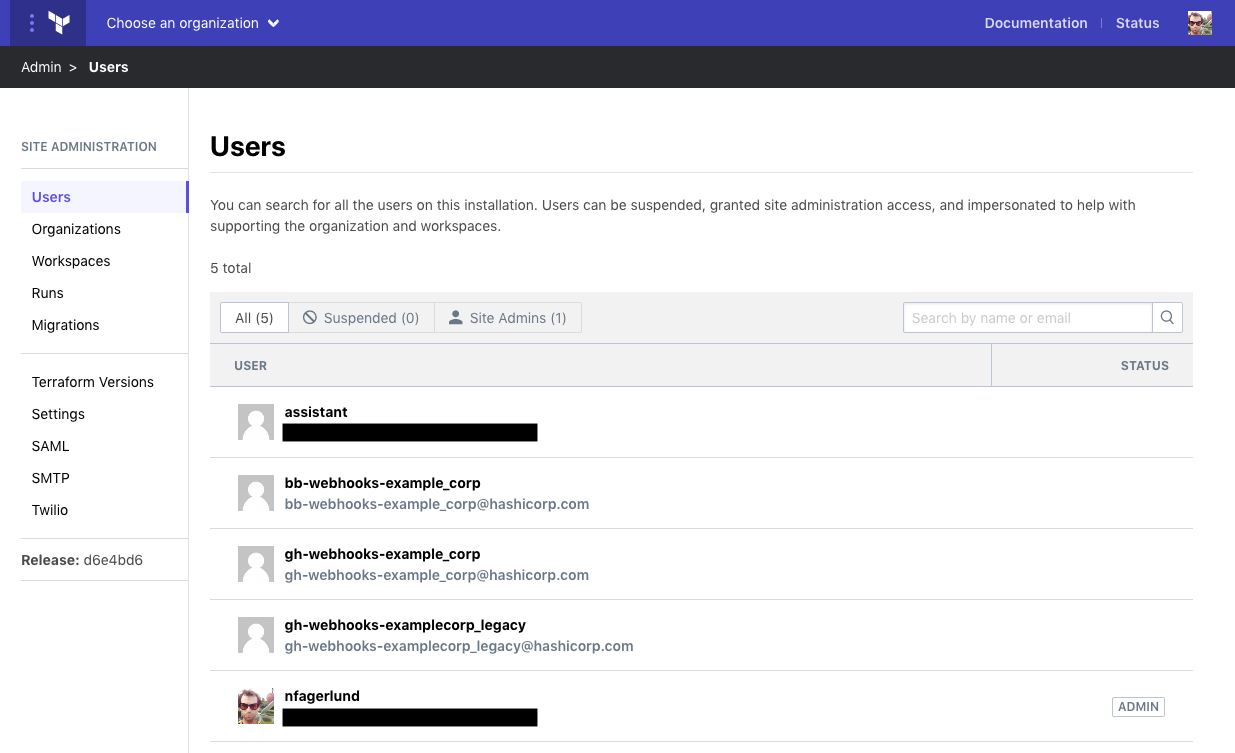 Choose an organization
Documentation
Status
Admin > Users
SITE ADMINISTRATION
Users
Organizations
Workspaces
Runs
Migrations
Terraform Versions
Settings
SAML
SMTP
Twilio
Release: d6e4bd6
Users
You can search for all the users on this installation. Users can be suspended, granted site administration access, and impersonated to help with
supporting the organization and workspaces.
5 total
All (5)
Suspended (0)
Site Admins (1)
Search by name or email
USER
STATUS
assistant
bb-webhooks-example_corp
bb-webhooks-example_corp@hashicorp.com
gh-webhooks-example_corp
gh-webhooks-example_corp@hashicorp.com
gh-webhooks-examplecorp_legacy
gh-webhooks-examplecorp_legacy@hashicorp.com
nfagerlund
ADMIN